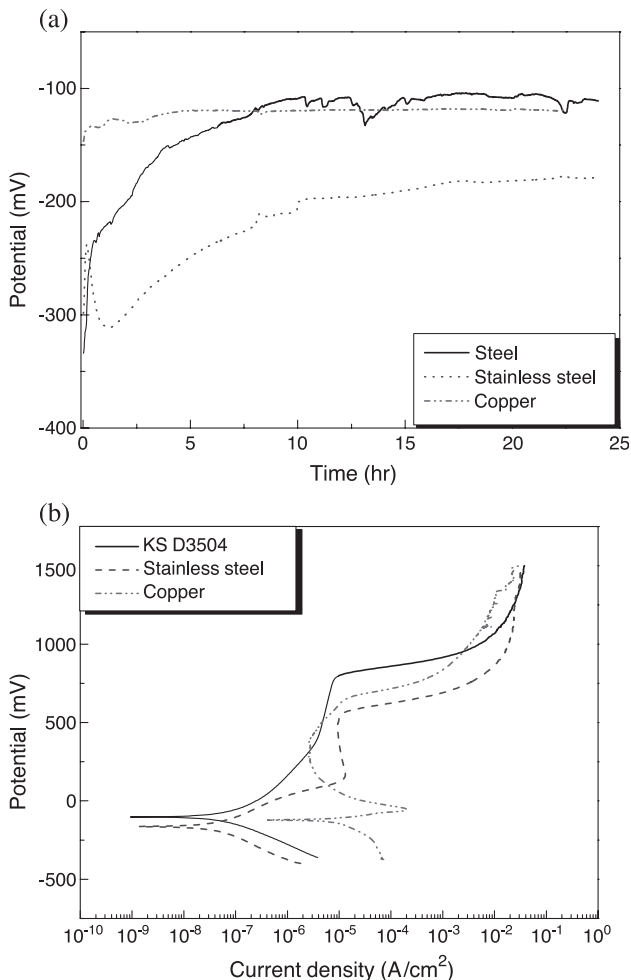 (a)
-100
-200
-300
-400
Potential (mV)
Steel
Stainless steel
Copper
0
5
10
15
20
25
Time (hr)
(b)
KS D3504
Stainless steel
Copper
1500
1000
500
0
-500
Potential (mV)
10⁻¹⁰
10⁻⁹
10⁻⁸
10⁻⁷
10⁻⁶
10⁻⁵
10⁻⁴
10⁻³
10⁻²
10⁻¹
10⁰
Current density (A/cm²)